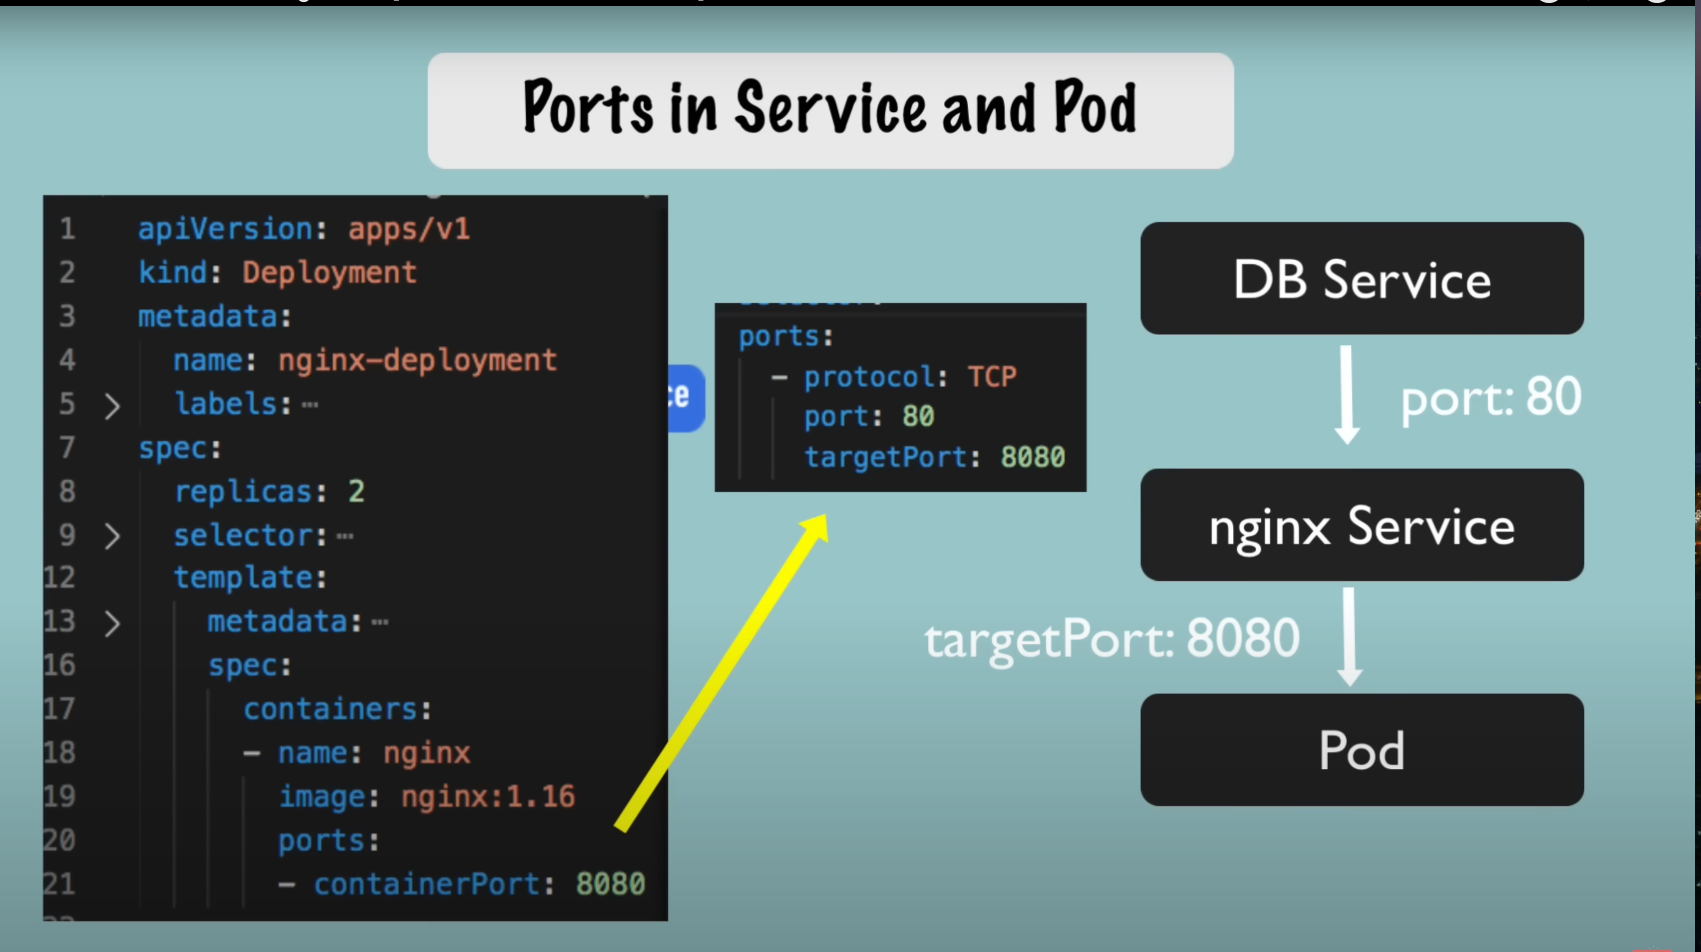 Ports in Service and Pod
1 apiVersion: apps/v1
2 kind: Deployment
3 metadata:
4 name: nginx-deployment
5 > labels:…
7 spec:
8 replicas: 2
9 > selector:…
12 template:
13 > metadata:…
16 spec:
17 containers:
18 - name: nginx
19 image: nginx:1.16
20 ports:
21 - containerPort: 8080
ce
ports:
- protocol: TCP
port: 80
targetPort: 8080
DB Service
port: 80
nginx Service
targetPort: 8080
Pod